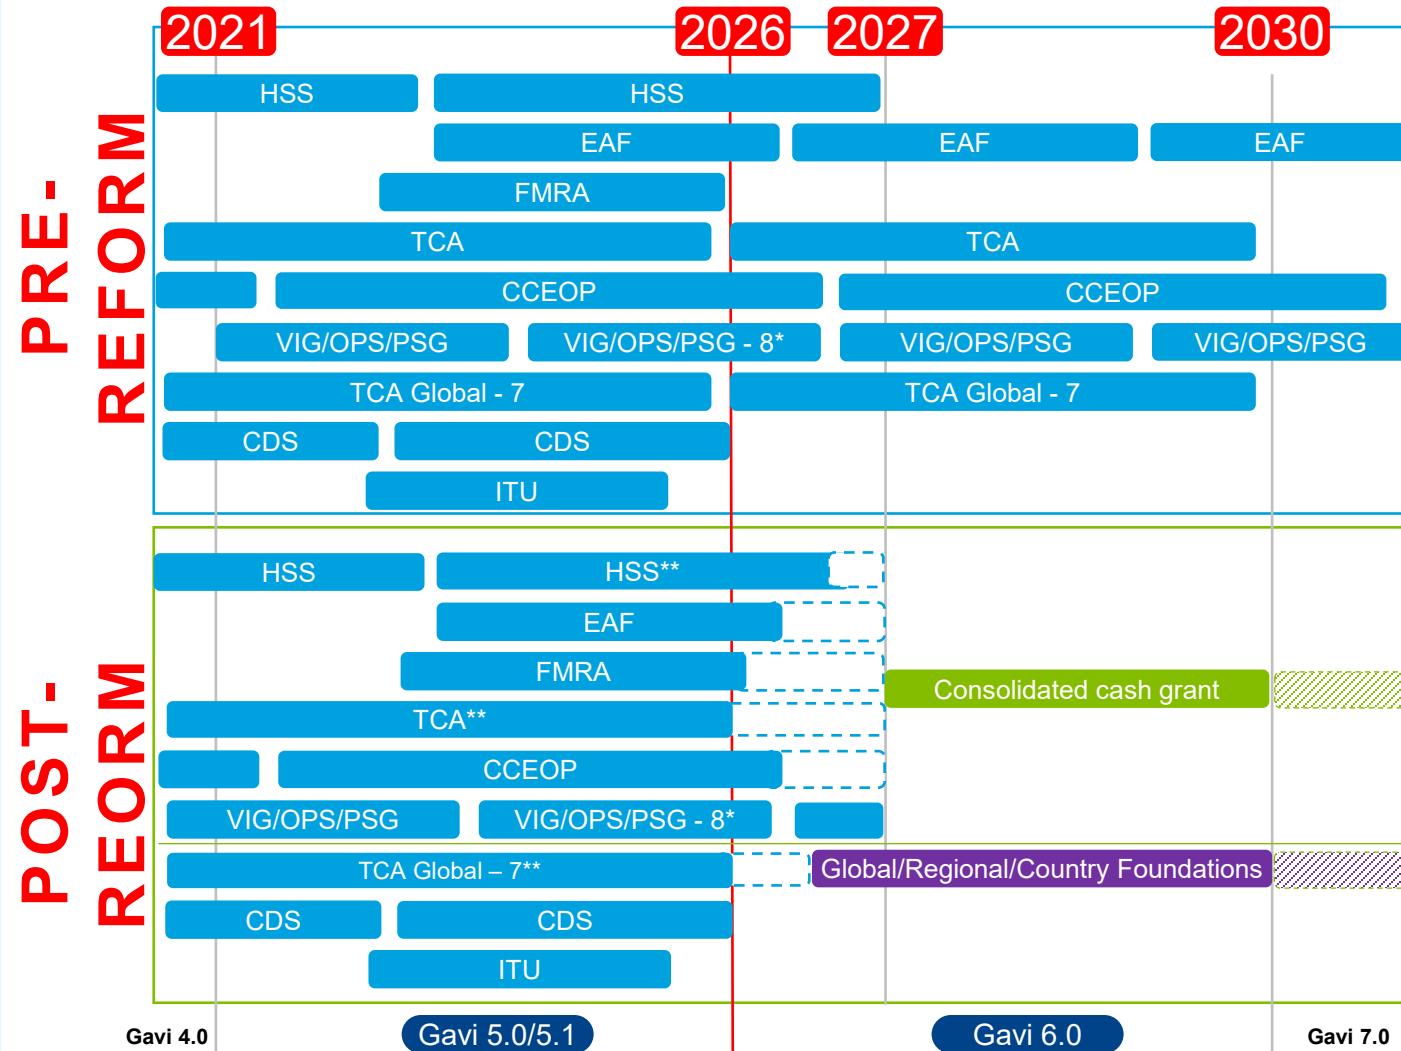 2021 2026 2027 2030
PRE-
REFORM
HSS HSS
EAF EAF EAF
FMRA
TCA TCA
CCEOP CCEOP
VIG/OPS/PSG VIG/OPS/PSG - 8* VIG/OPS/PSG VIG/OPS/PSG
TCA Global - 7 TCA Global - 7
CDS CDS
ITU
POST-
REORM
HSS HSS**
EAF
FMRA
Consolidated cash grant
TCA**
CCEOP
VIG/OPS/PSG VIG/OPS/PSG - 8*
TCA Global – 7** Global/Regional/Country Foundations
CDS CDS
ITU
Gavi 4.0 Gavi 5.0/5.1 Gavi 6.0 Gavi 7.0